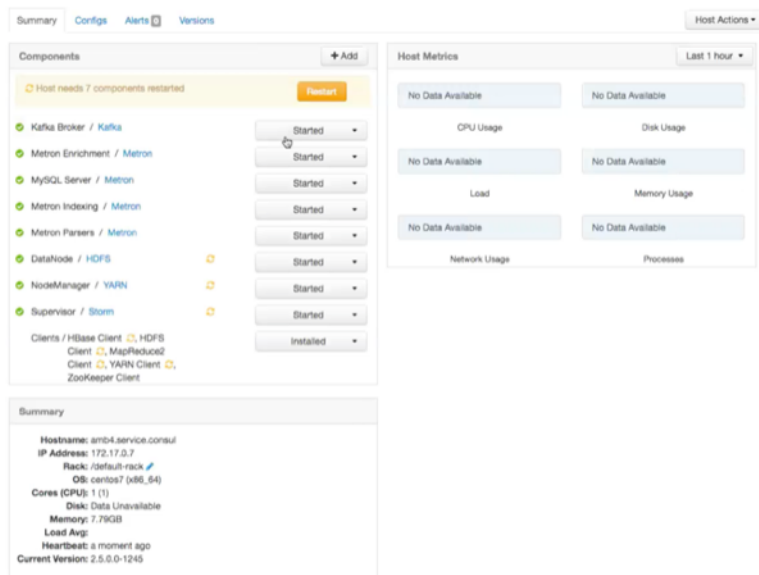 Summary Configs Alerts 0 Versions Host Actions
Components + Add
Host needs 7 components restarted Restart
Kafka Broker / Kafka Started
Metron Enrichment / Metron Started
MySQL Server / Metron Started
Metron Indexing / Metron Started
Metron Parsers / Metron Started
DataNode / HDFS Started
NodeManager / YARN Started
Supervisor / Storm Started
Clients / HBase Client , HDFS Installed
Client , MapReduce2
Client , YARN Client ,
ZooKeeper Client
Host Metrics Last 1 hour
No Data Available No Data Available
CPU Usage Disk Usage
No Data Available No Data Available
Load Memory Usage
No Data Available No Data Available
Network Usage Processes
Summary
Hostname: amb4.service.consul
IP Address: 172.17.0.7
Rack: /default-rack
OS: centos7 (x86_64)
Cores (CPU): 1 (1)
Disk: Data Unavailable
Memory: 7.79GB
Load Avg:
Heartbeat: a moment ago
Current Version: 2.5.0.0-1245